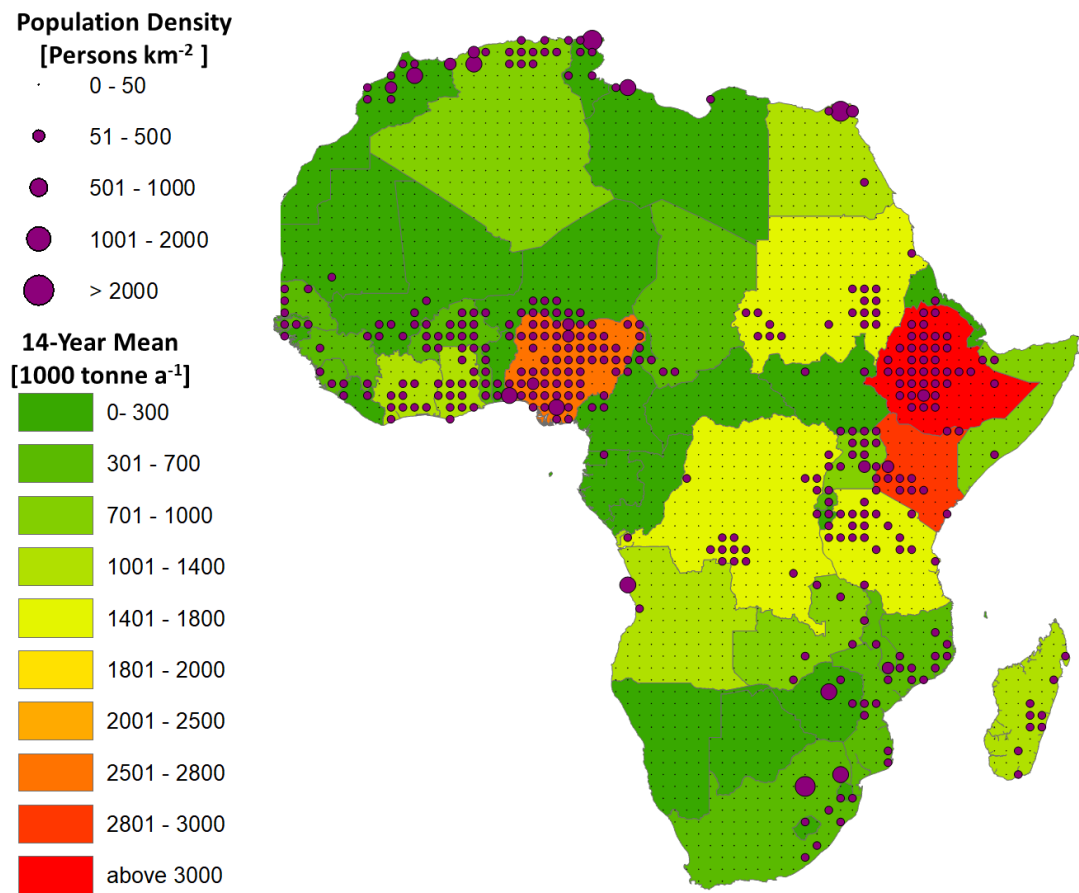 Population Density
[Persons km⁻² ]
0 - 50
51 - 500
501 - 1000
1001 - 2000
> 2000
14-Year Mean
[1000 tonne a⁻¹]
0- 300
301 - 700
701 - 1000
1001 - 1400
1401 - 1800
1801 - 2000
2001 - 2500
2501 - 2800
2801 - 3000
above 3000